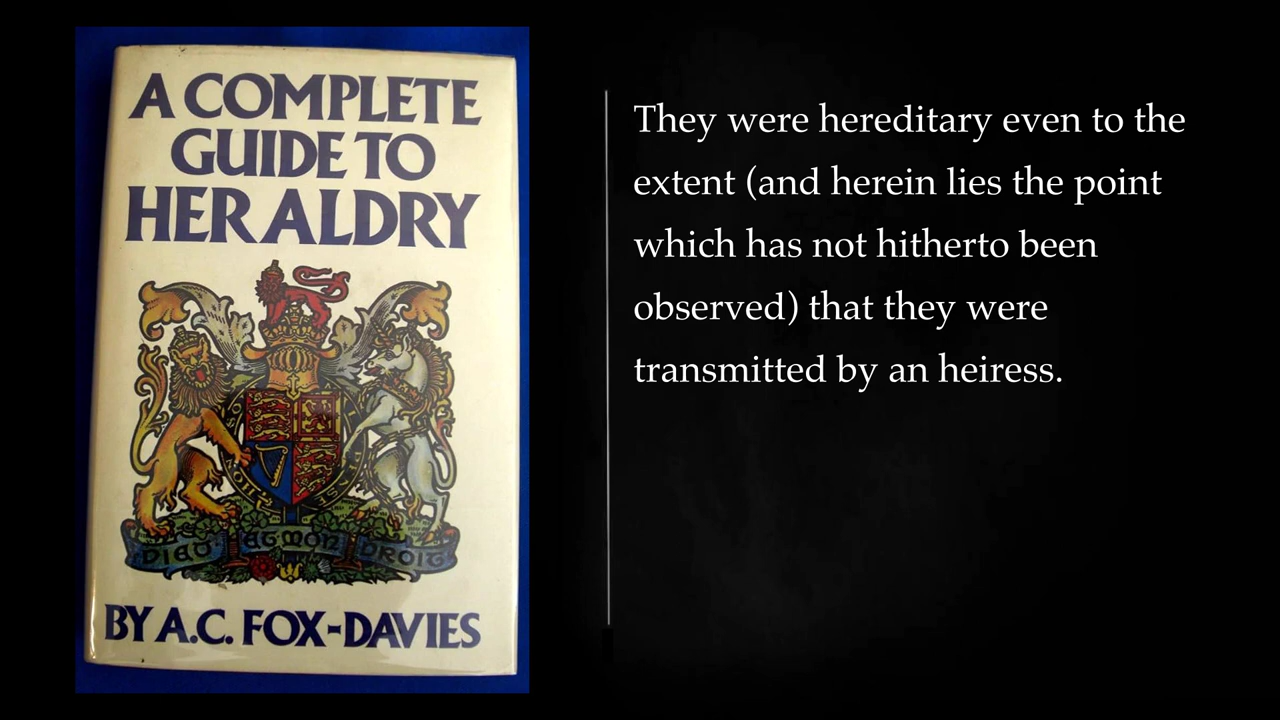 A COMPLETE
GUIDE TO
HERALDRY
DIEU ET MON DROIT
BY A.C. FOX-DAVIES
They were hereditary even to the
extent (and herein lies the point
which has not hitherto been
observed) that they were
transmitted by an heiress.